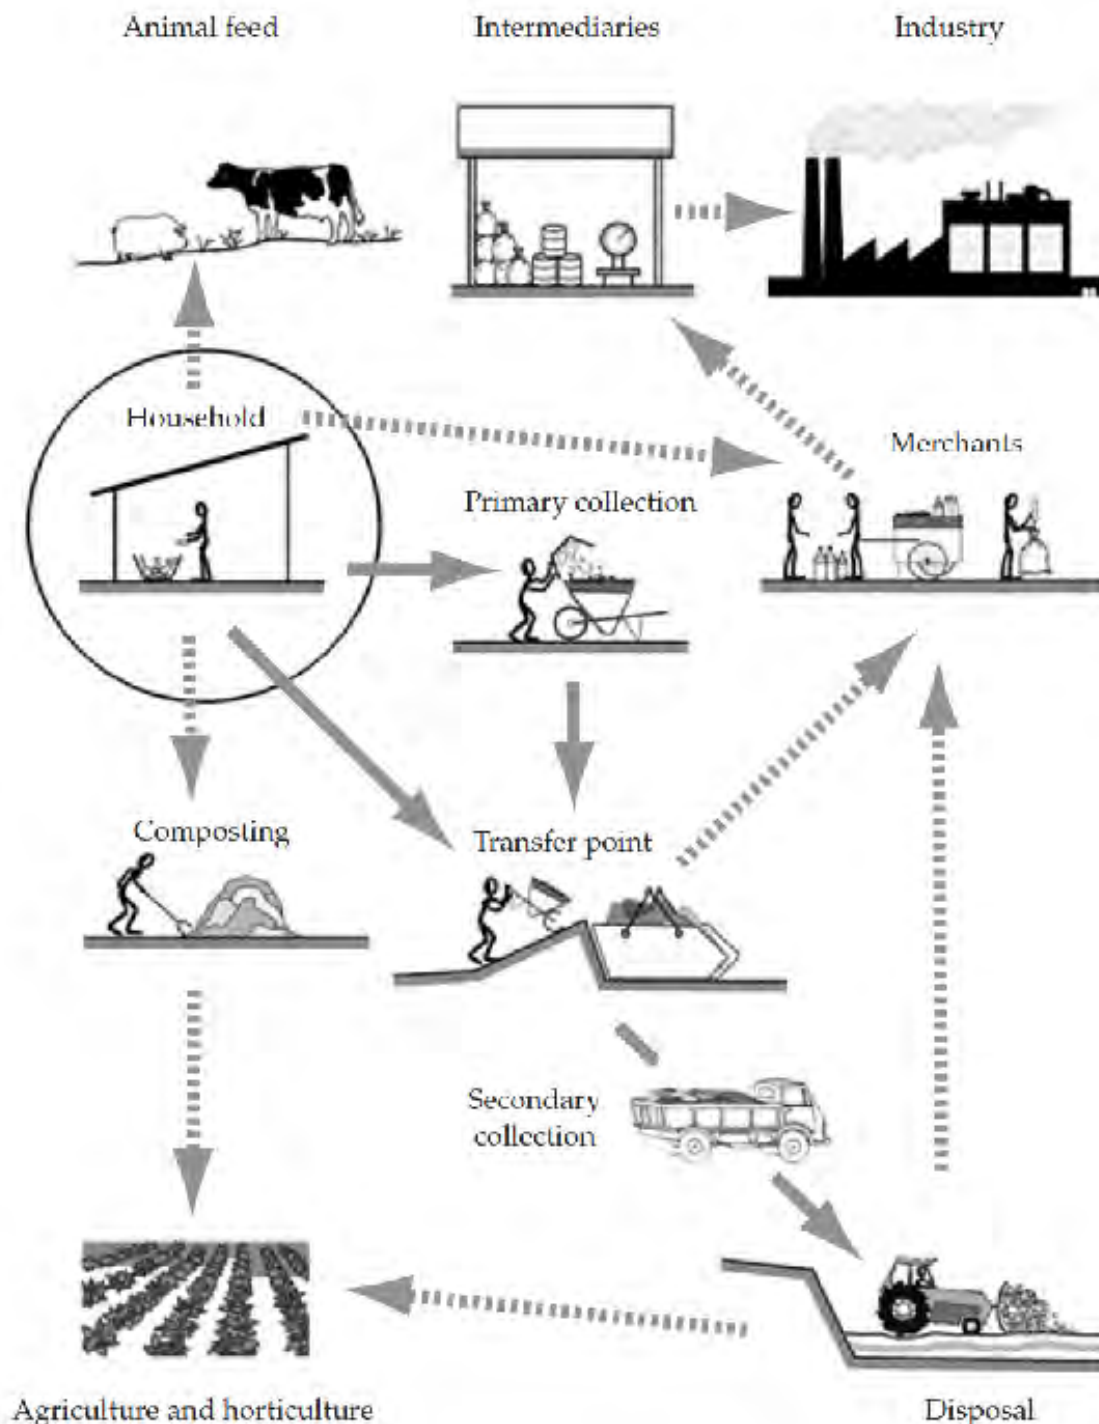 Animal feed
Intermediaries
Industry
Household
Merchants
Primary collection
Composting
Transfer point
Secondary
collection
Agriculture and horticulture
Disposal